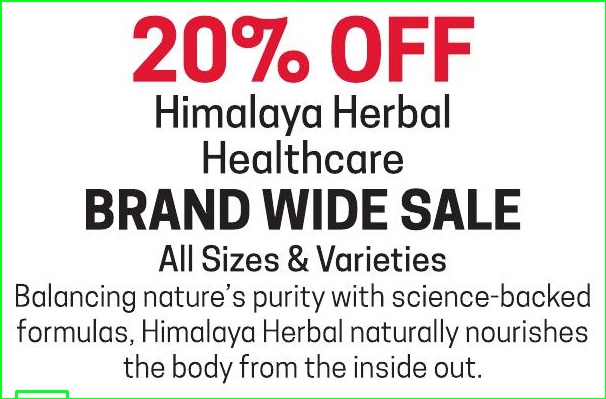 20% OFF
Himalaya Herbal
Healthcare
BRAND WIDE SALE
All Sizes & Varieties
Balancing nature’s purity with science-backed
formulas, Himalaya Herbal naturally nourishes
the body from the inside out.